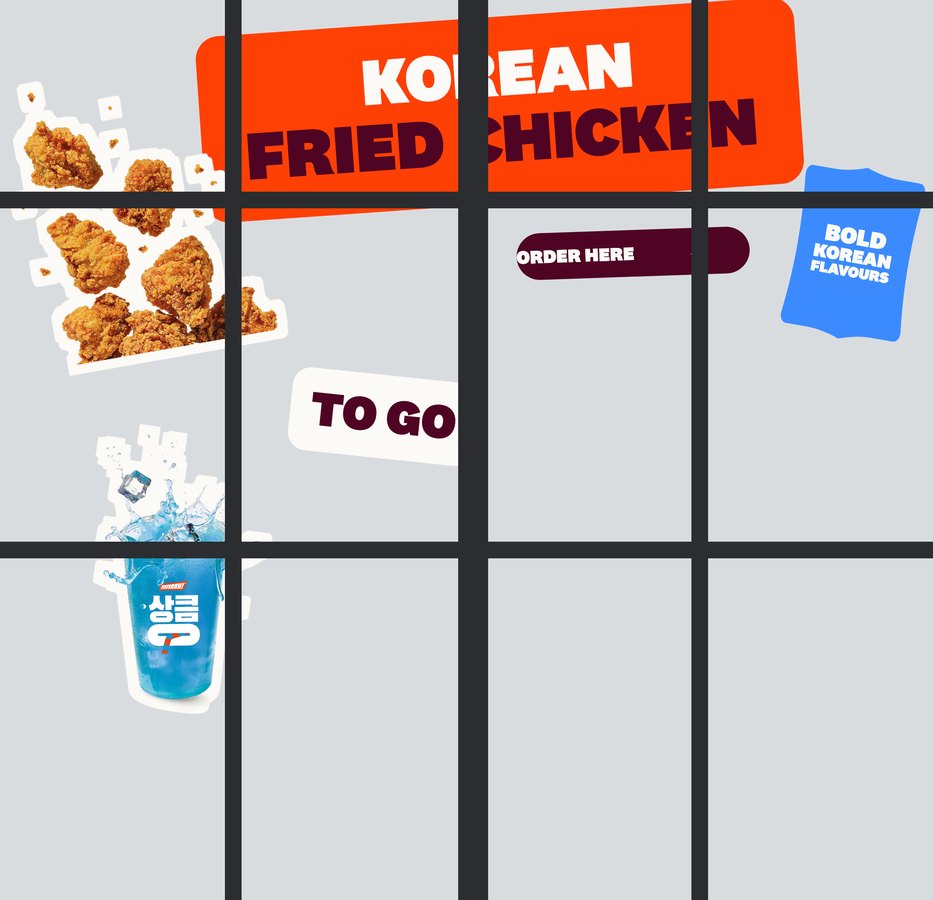 KOREAN
FRIED CHICKEN
BOLD
KOREAN
FLAVOURS
ORDER HERE
TO GO
상큼